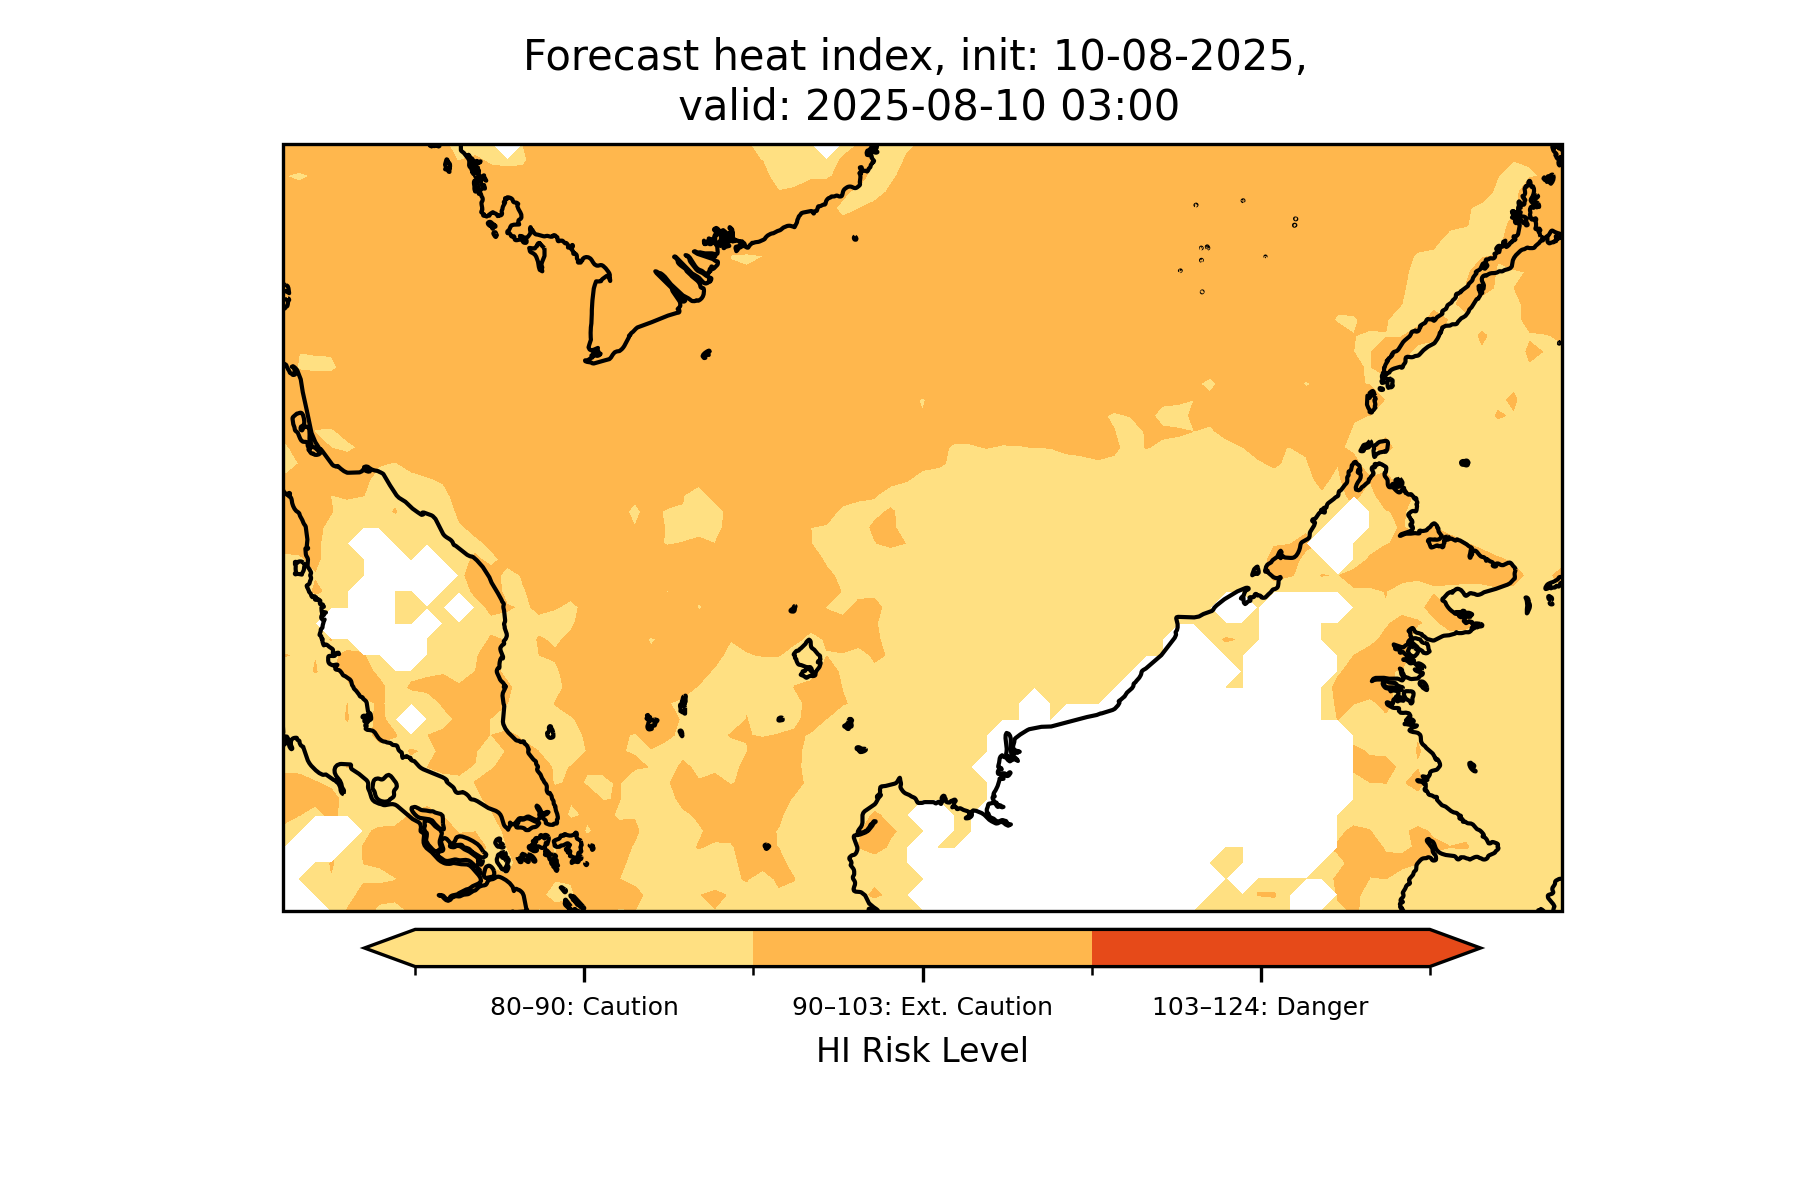 Forecast heat index, init: 10-08-2025,
valid: 2025-08-10 03:00
80–90: Caution
90–103: Ext. Caution
103–124: Danger
HI Risk Level